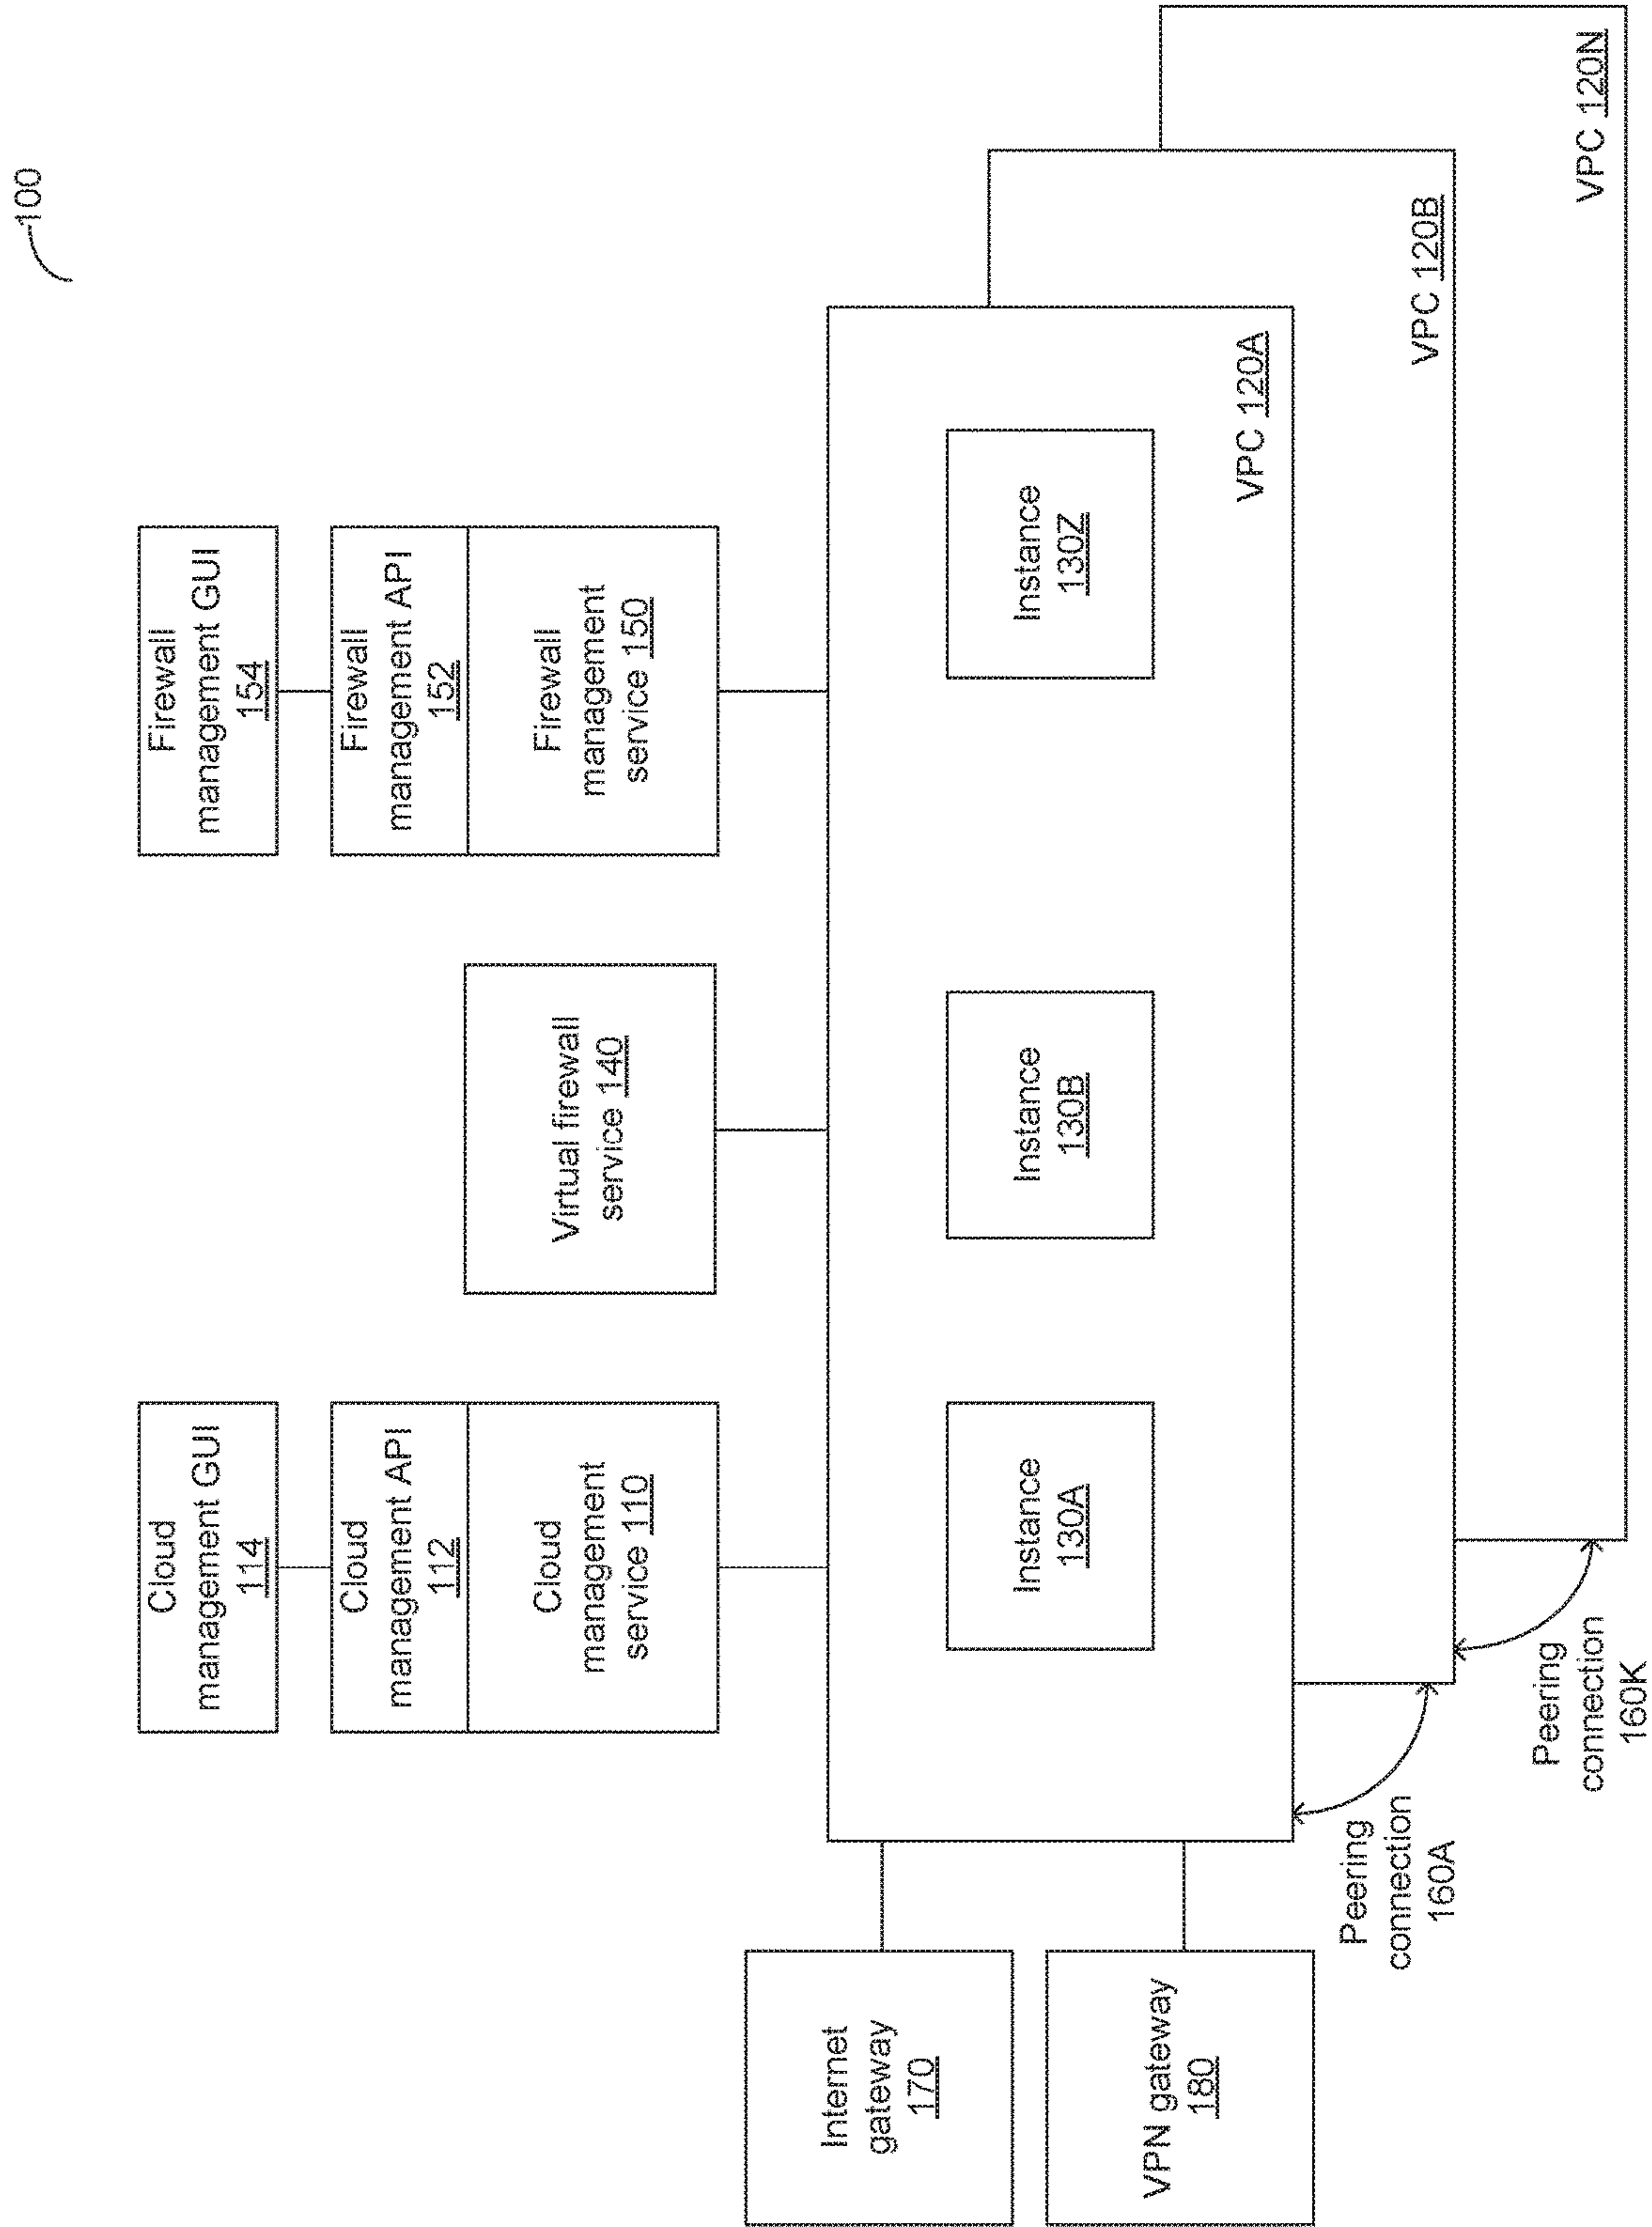 100
Cloud
management GUI
114
Firewall
management GUI
154
Cloud
management API
112
Firewall
management API
152
Cloud
management
service 110
Virtual firewall
service 140
Firewall
management
service 150
Internet
gateway
170
VPN gateway
180
Instance
130A
Instance
130B
Instance
130Z
VPC 120A
VPC 120B
VPC 120N
Peering
connection
160A
Peering
connection
160K